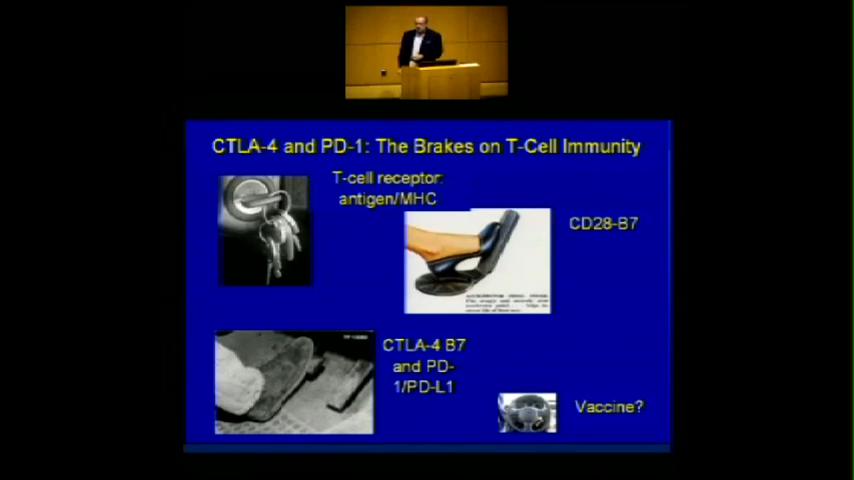 CTLA-4 and PD-1: The Brakes on T-Cell Immunity
T-cell receptor:
antigen/MHC
CD28-B7
CTLA-4 B7
and PD-
1/PD-L1
Vaccine?